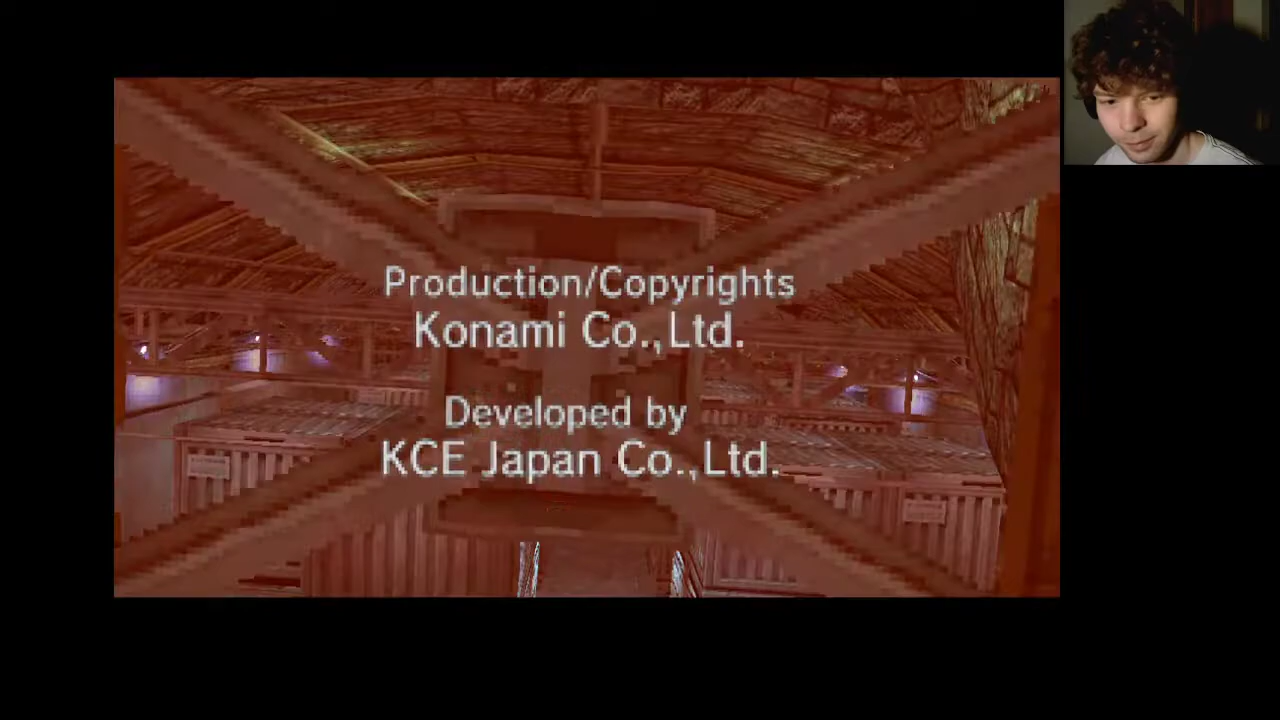 Production/Copyrights
Konami Co.,Ltd.
Developed by
KCE Japan Co.,Ltd.